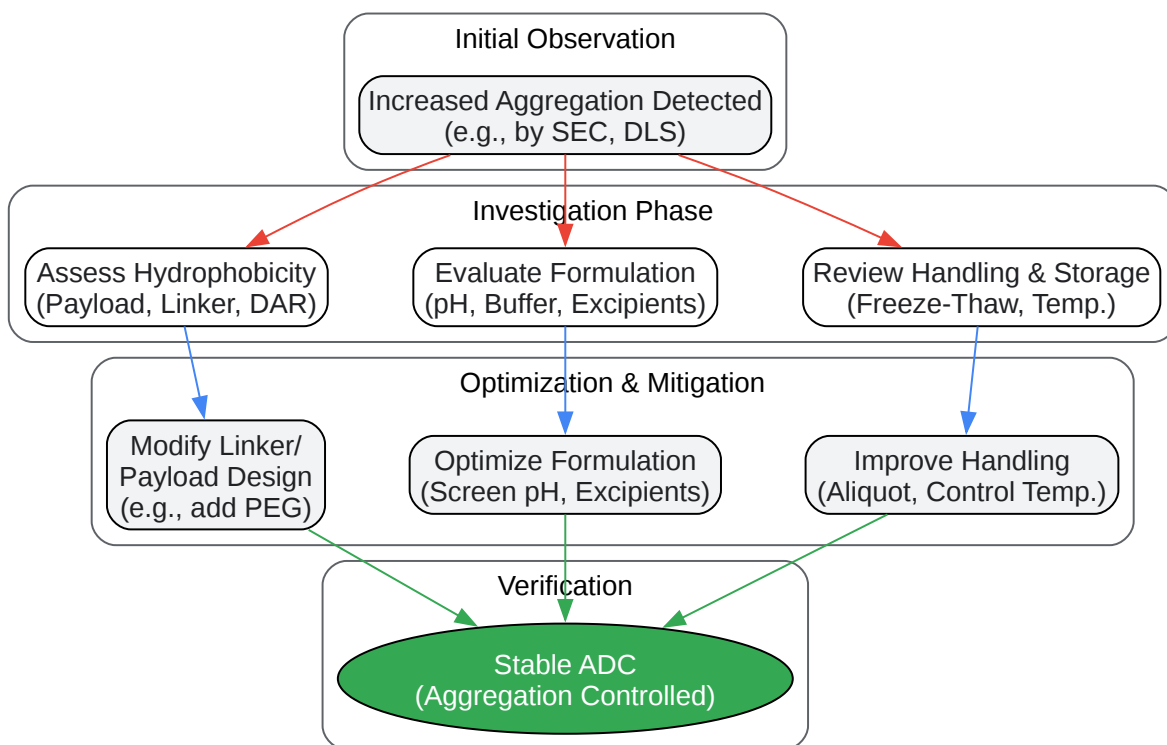 Initial Observation
Increased Aggregation Detected
(e.g., by SEC, DLS)
Investigation Phase
Assess Hydrophobicity
(Payload, Linker, DAR)
Evaluate Formulation
(pH, Buffer, Excipients)
Review Handling & Storage
(Freeze-Thaw, Temp.)
Optimization & Mitigation
Modify Linker/
Payload Design
(e.g., add PEG)
Optimize Formulation
(Screen pH, Excipients)
Improve Handling
(Aliquot, Control Temp.)
Verification
Stable ADC
(Aggregation Controlled)